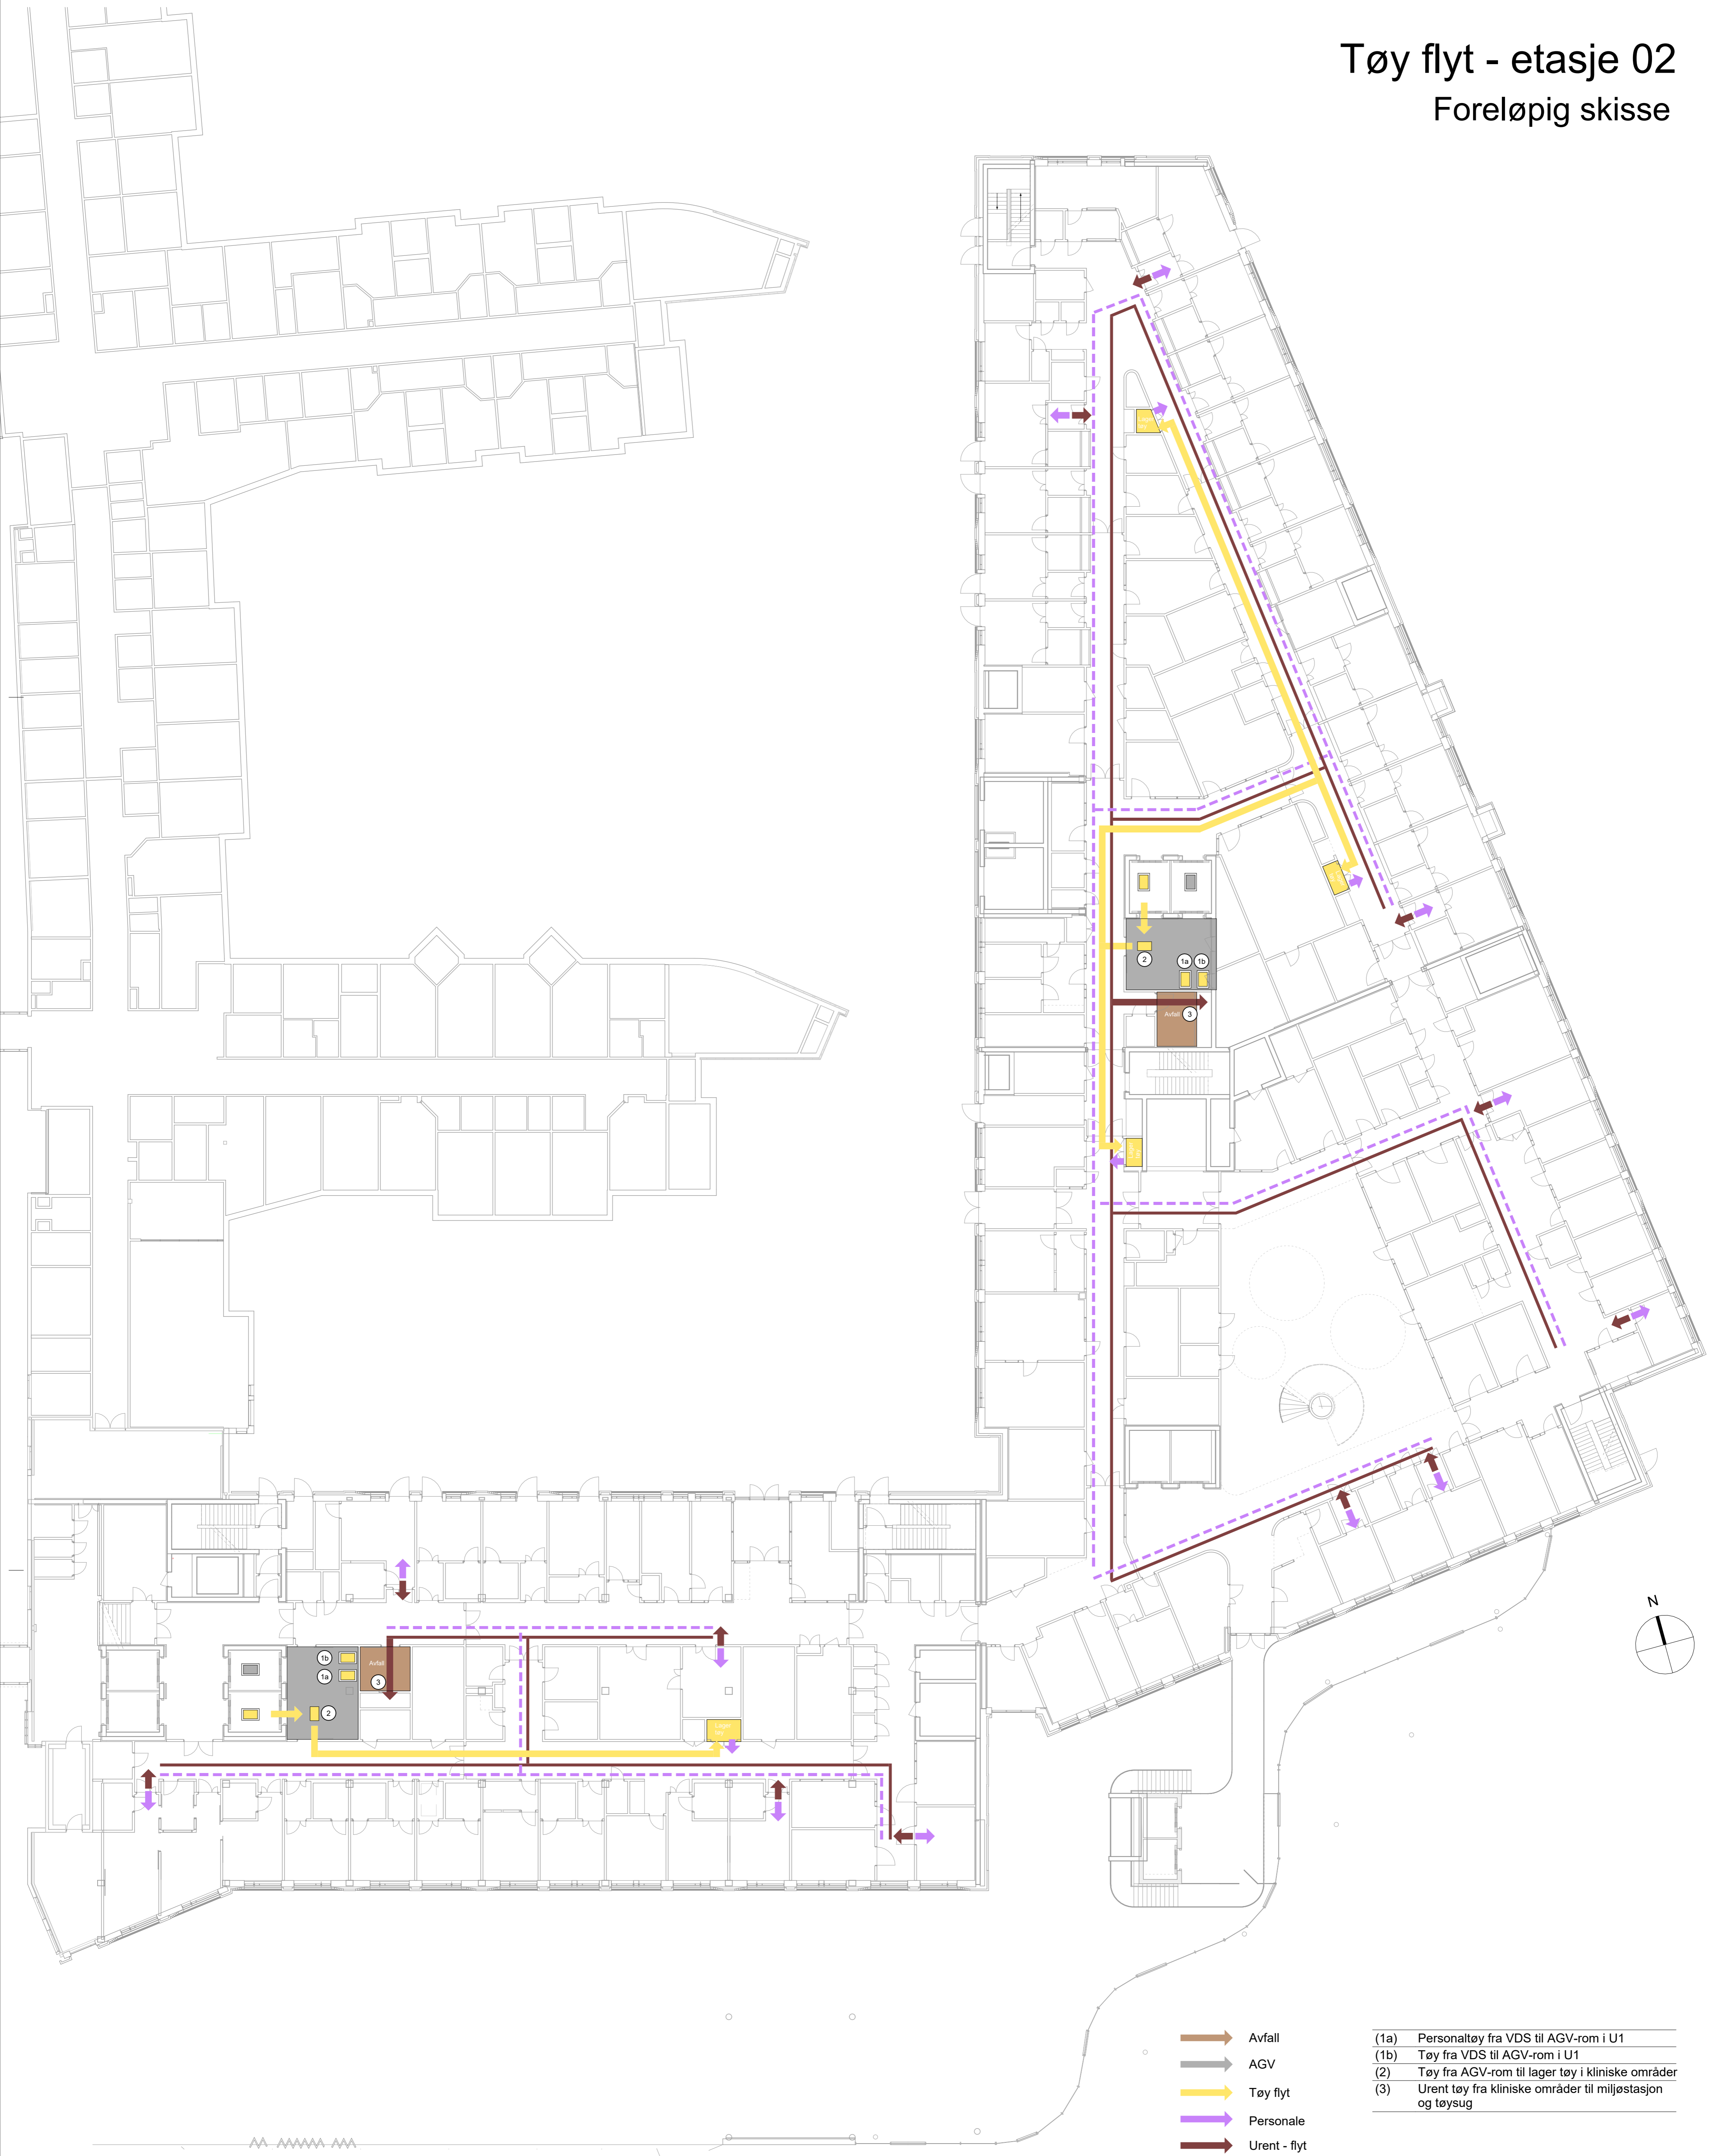 Tøy flyt - etasje 02
Foreløpig skisse
2
1a
1b
Avfall
3
1b
1a
Avfall
3
2
Lager
tøy
N
Avfall
AGV
Tøy flyt
Personale
Urent - flyt
(1a) Personaltøy fra VDS til AGV-rom i U1
(1b) Tøy fra VDS til AGV-rom i U1
(2) Tøy fra AGV-rom til lager tøy i kliniske områder
(3) Urent tøy fra kliniske områder til miljøstasjon
og tøysug